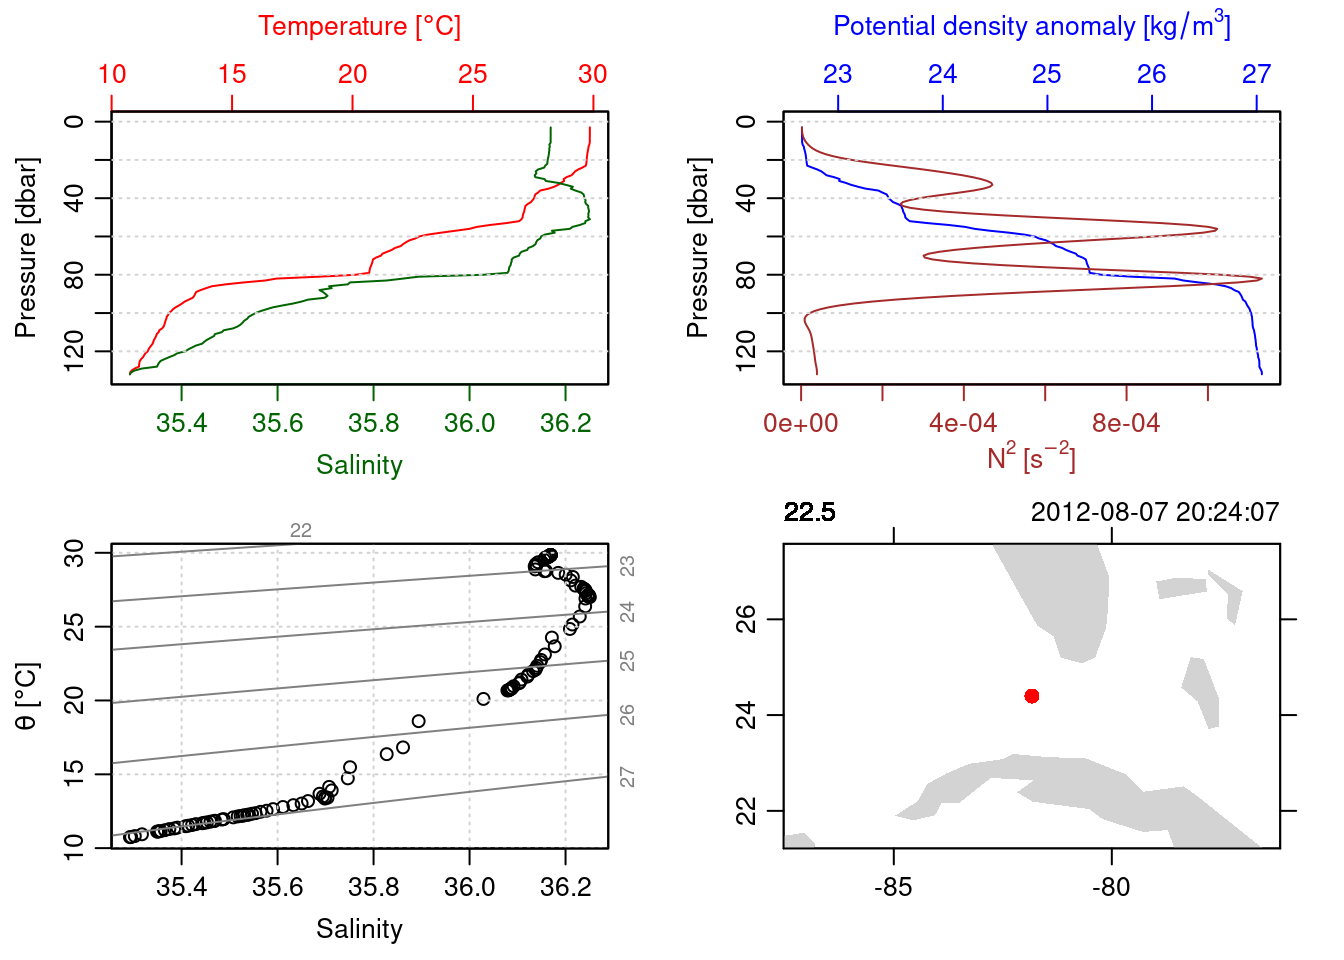 Temperature [°C]
10 15 20 25 30
0
40
80
120
Pressure [dbar]
35.4 35.6 35.8 36.0 36.2
Salinity
Potential density anomaly [kg/m³]
23 24 25 26 27
0
40
80
120
Pressure [dbar]
0e+00 4e-04 8e-04
N² [s⁻²]
22
30
25
20
15
10
θ [°C]
23
24
25
26
27
35.4 35.6 35.8 36.0 36.2
Salinity
22.5 2012-08-07 20:24:07
26
24
22
-85 -80